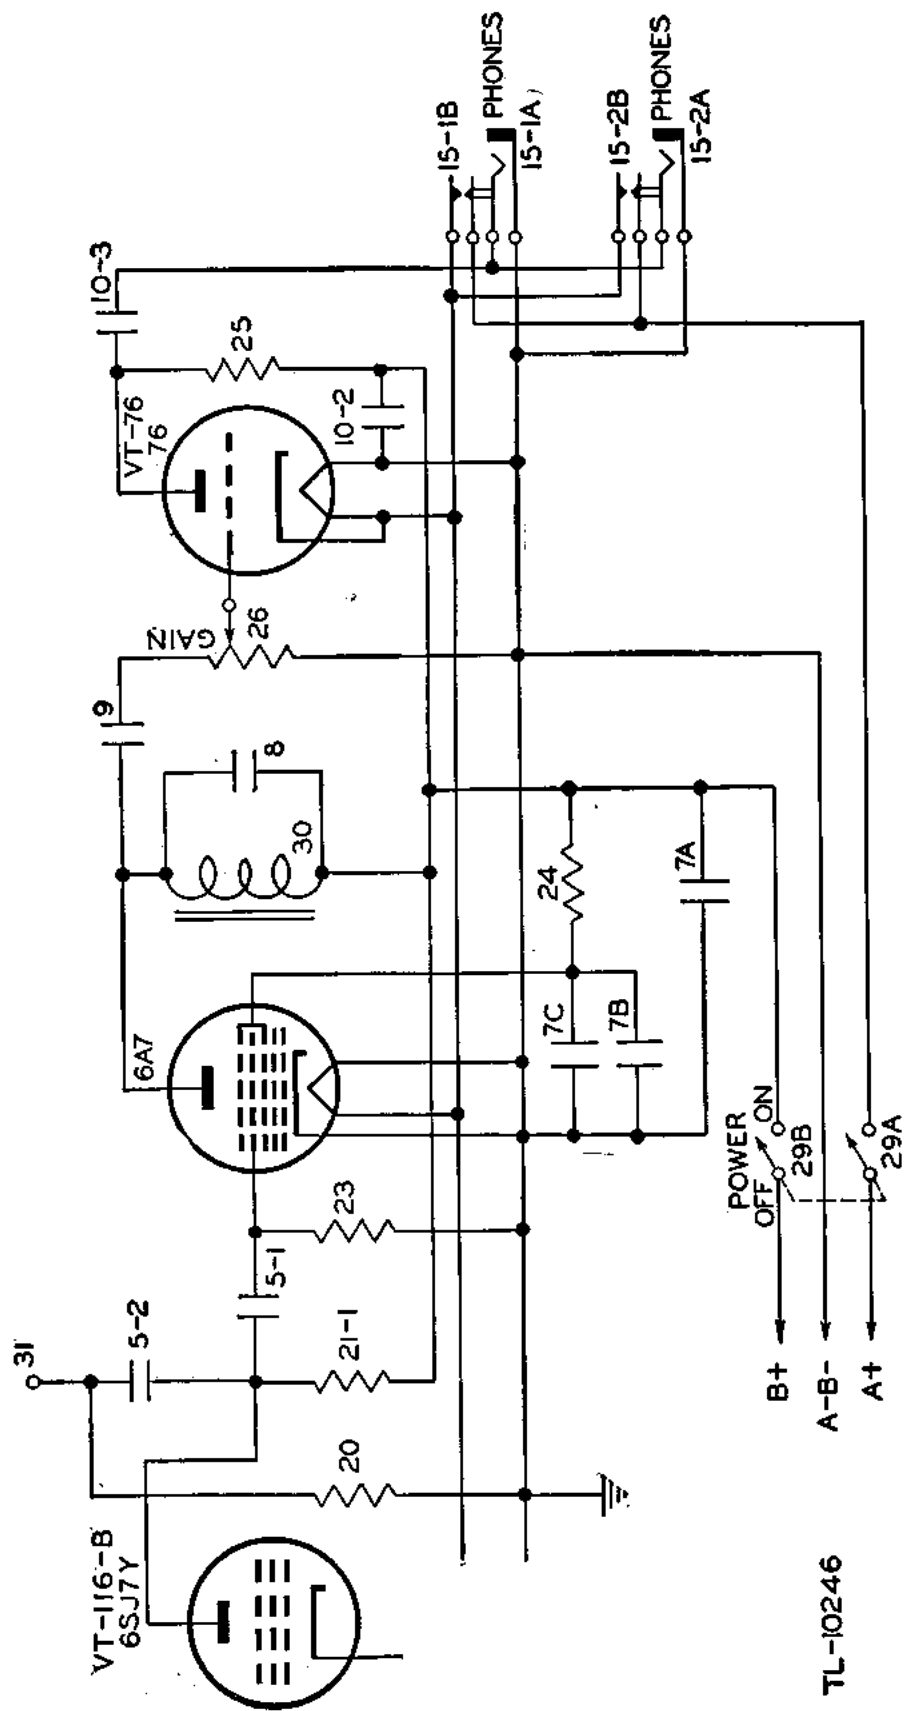 VT-116-B
6SJ7Y
31
5-2
20
21-1
5-1
23
6A7
30
8
9
GAIN
26
VT-76
76
25
10-2
10-3
15-1B
PHONES
15-1A
15-2B
PHONES
15-2A
7C
7B
24
7A
POWER
OFF
ON
29B
29A
B+
A-B-
A+
TL-10246